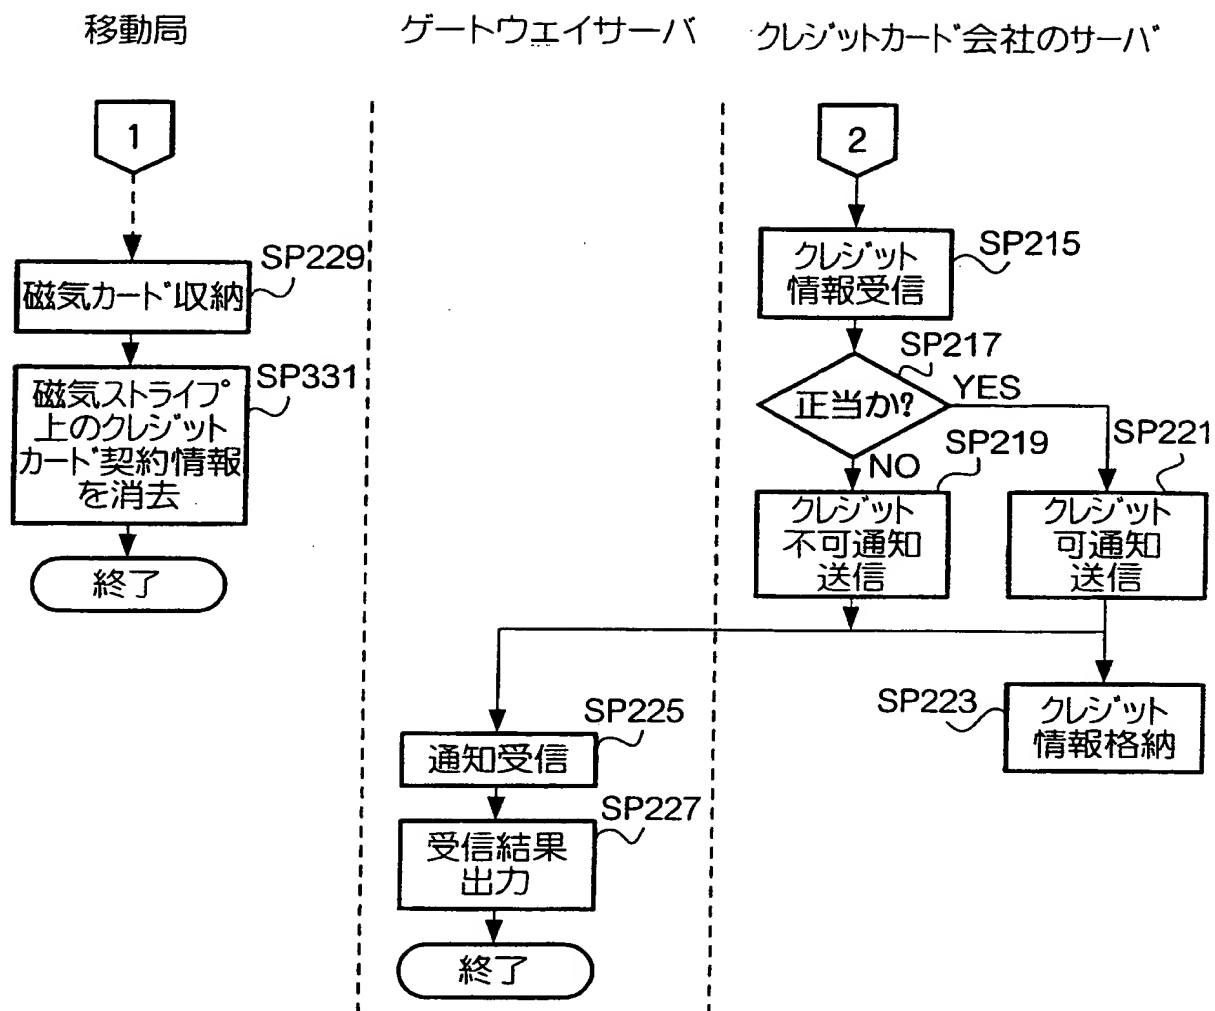 移動局
ゲートウェイサーバ
クレジットカード会社のサーバ
1
2
SP229
磁気カード収納
SP331
磁気ストライプ
上のクレジット
カード契約情報
を消去
終了
SP215
クレジット
情報受信
SP217
正当か?
YES
NO
SP219
クレジット
不可通知
送信
SP221
クレジット
可通知
送信
SP223
クレジット
情報格納
SP225
通知受信
SP227
受信結果
出力
終了